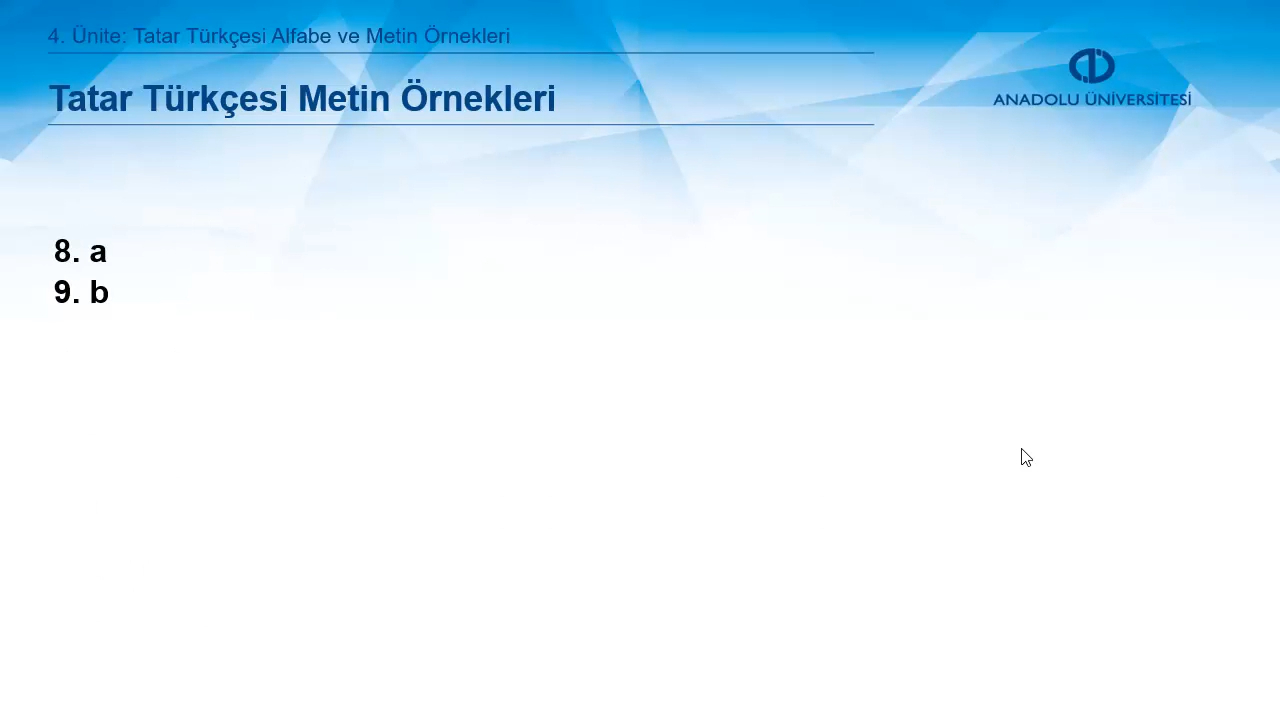 4. Ünite: Tatar Türkçesi Alfabe ve Metin Örnekleri
Tatar Türkçesi Metin Örnekleri
ANADOLU ÜNİVERSİTESİ
8. a
9. b